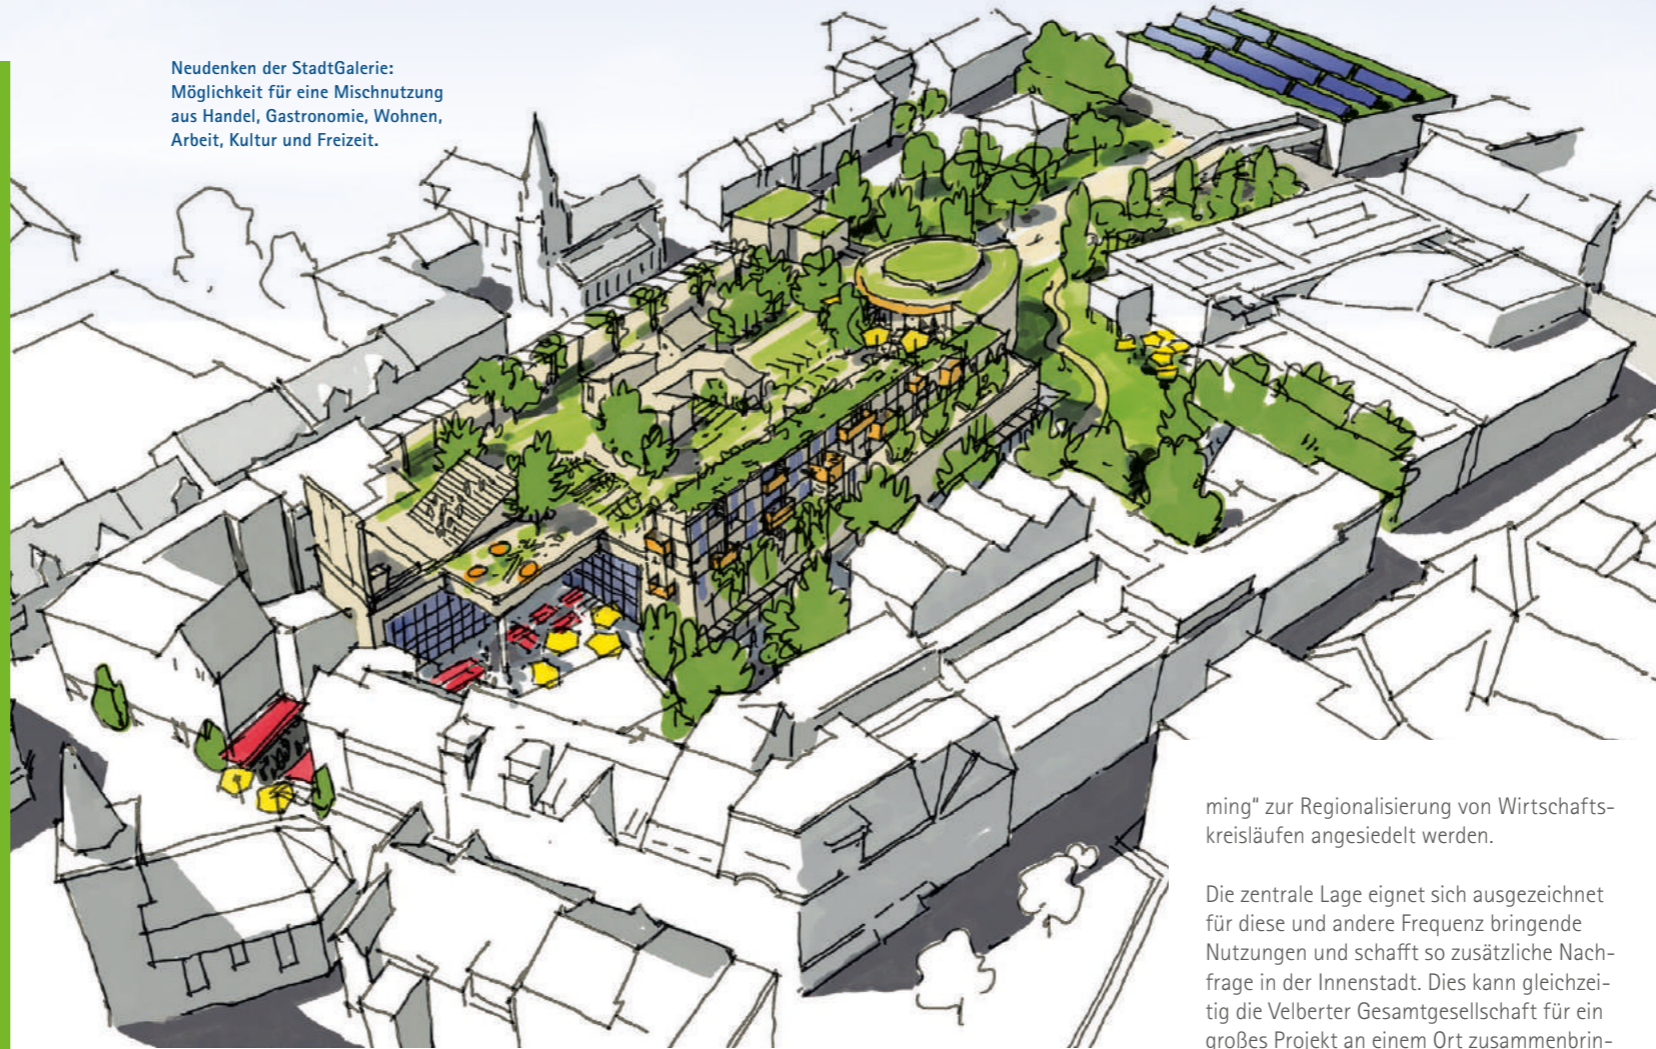 Neudenken der StadtGalerie:
Möglichkeit für eine Mischnutzung
aus Handel, Gastronomie, Wohnen,
Arbeit, Kultur und Freizeit.
ming" zur Regionalisierung von Wirtschafts-
kreisläufen angesiedelt werden.
Die zentrale Lage eignet sich ausgezeichnet
für diese und andere Frequenz bringende
Nutzungen und schafft so zusätzliche Nach-
frage in der Innenstadt. Dies kann gleichzei-
tig die Velberter Gesamtgesellschaft für ein
großes Projekt an einem Ort zusammenbrin-